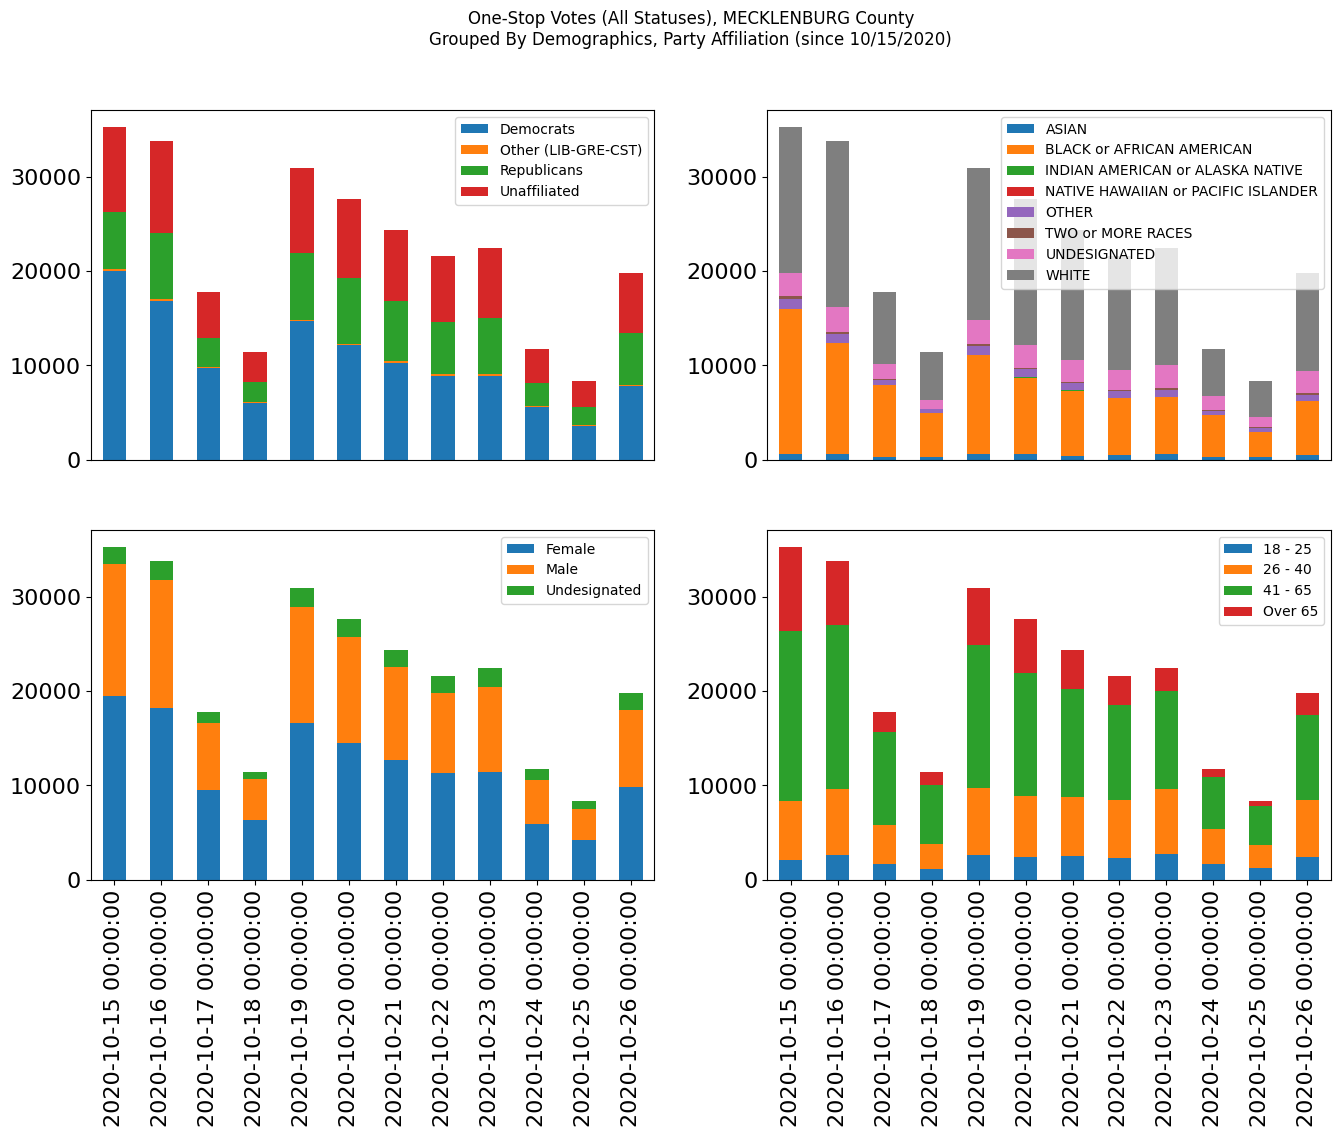 One-Stop Votes (All Statuses), MECKLENBURG County
Grouped By Demographics, Party Affiliation (since 10/15/2020)
30000
20000
10000
0
Democrats
Other (LIB-GRE-CST)
Republicans
Unaffiliated
30000
20000
10000
0
ASIAN
BLACK or AFRICAN AMERICAN
INDIAN AMERICAN or ALASKA NATIVE
NATIVE HAWAIIAN or PACIFIC ISLANDER
OTHER
TWO or MORE RACES
UNDESIGNATED
WHITE
30000
20000
10000
0
Female
Male
Undesignated
2020-10-15 00:00:00
2020-10-16 00:00:00
2020-10-17 00:00:00
2020-10-18 00:00:00
2020-10-19 00:00:00
2020-10-20 00:00:00
2020-10-21 00:00:00
2020-10-22 00:00:00
2020-10-23 00:00:00
2020-10-24 00:00:00
2020-10-25 00:00:00
2020-10-26 00:00:00
30000
20000
10000
0
18 - 25
26 - 40
41 - 65
Over 65
2020-10-15 00:00:00
2020-10-16 00:00:00
2020-10-17 00:00:00
2020-10-18 00:00:00
2020-10-19 00:00:00
2020-10-20 00:00:00
2020-10-21 00:00:00
2020-10-22 00:00:00
2020-10-23 00:00:00
2020-10-24 00:00:00
2020-10-25 00:00:00
2020-10-26 00:00:00